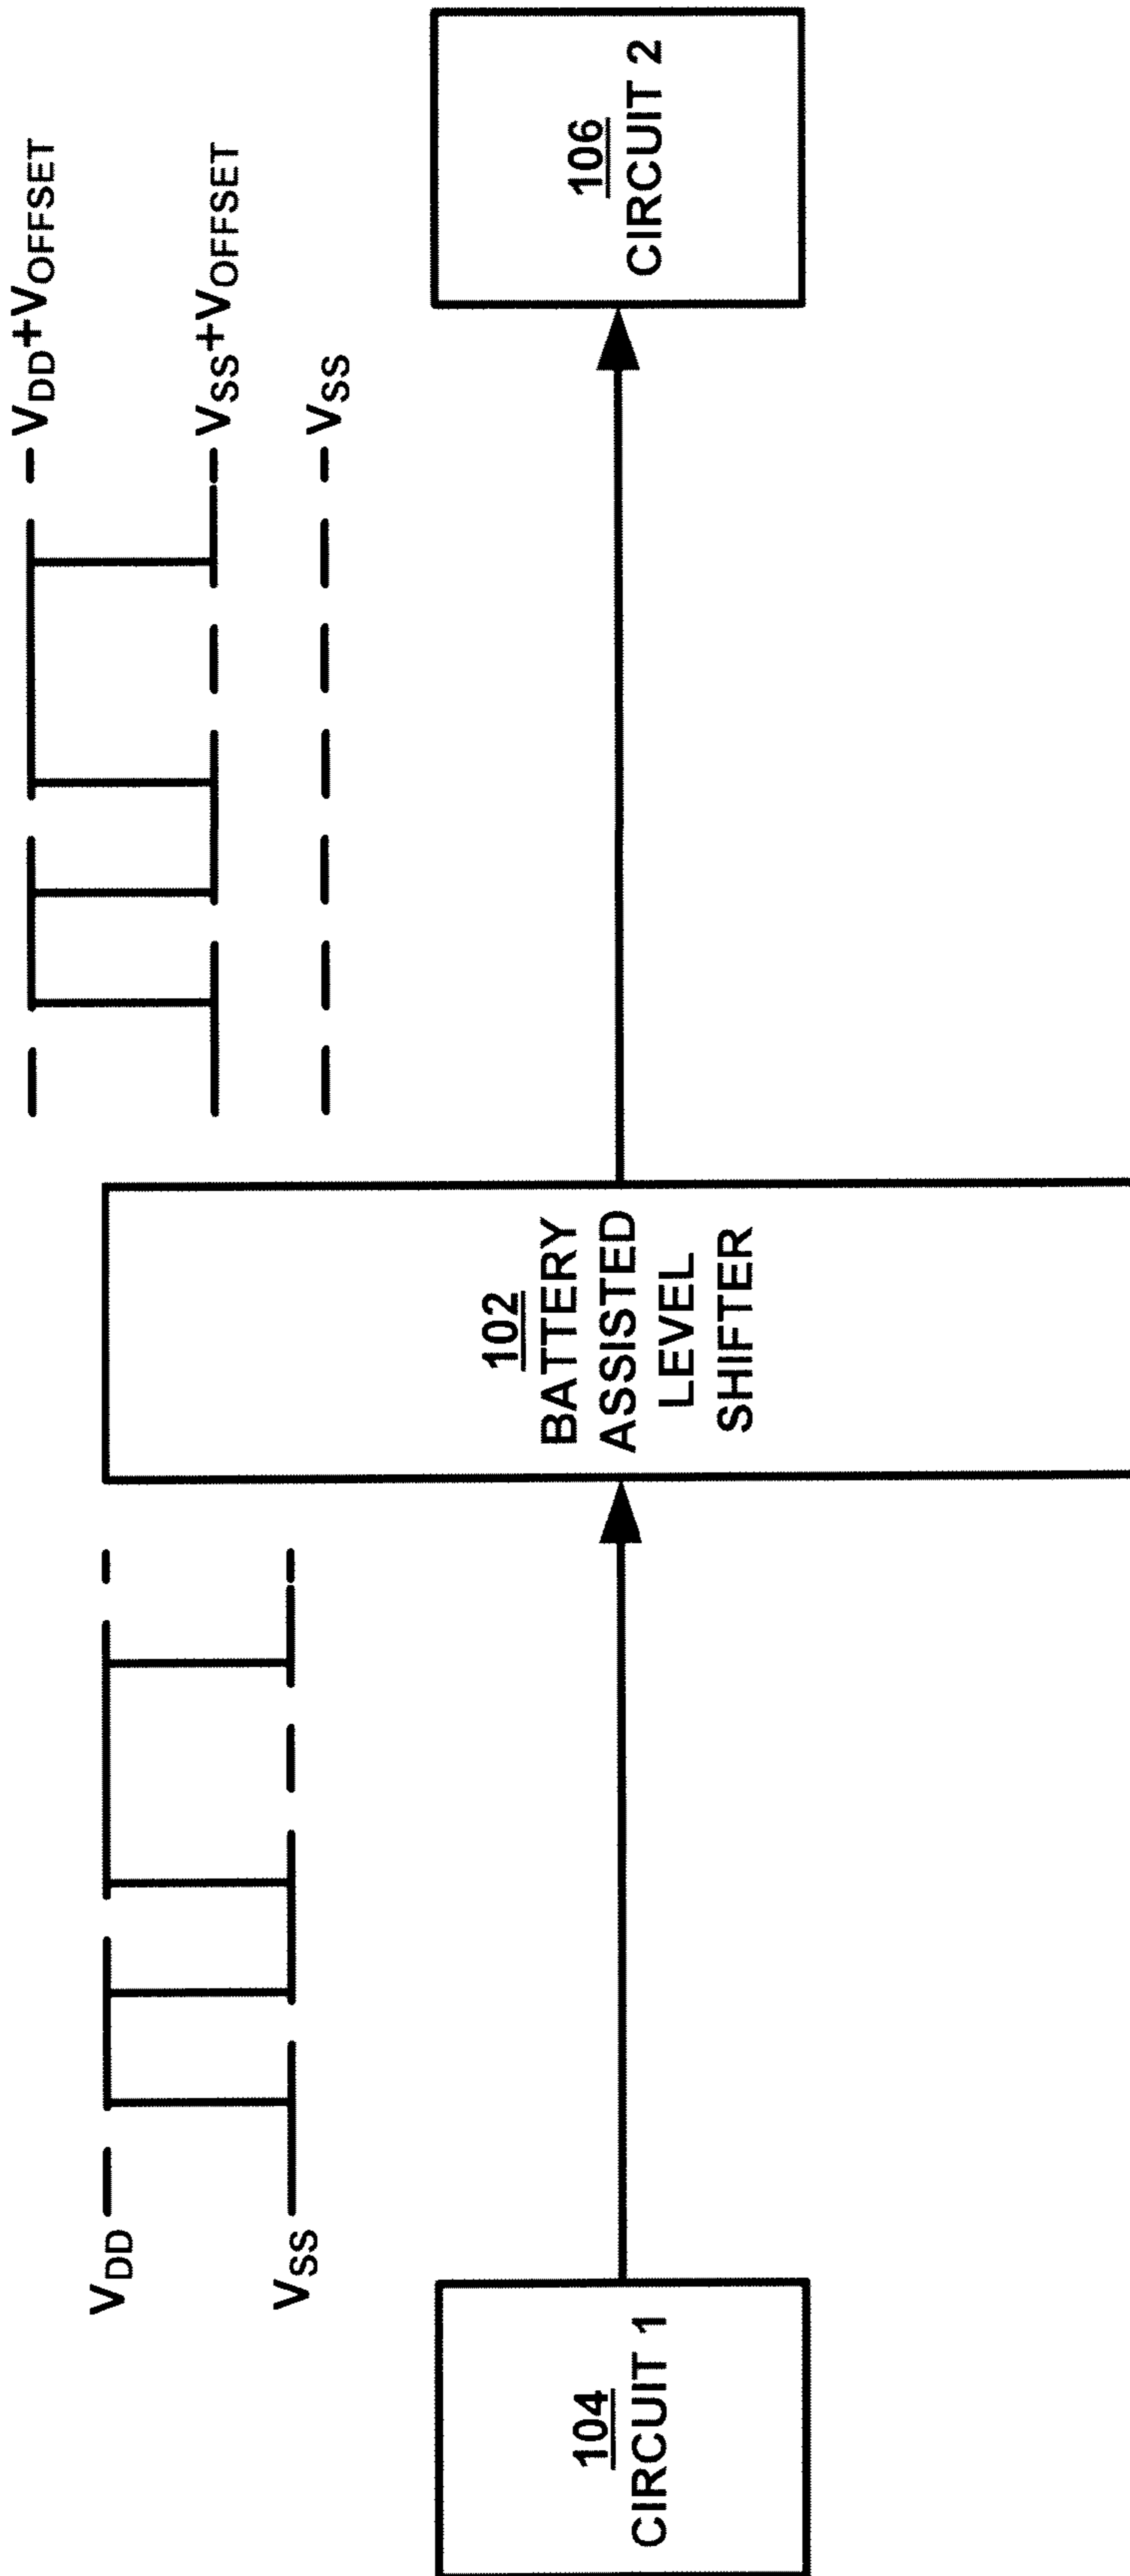 VDD+VOFFSET
VDD
VSS+VOFFSET
VSS
VSS
104
CIRCUIT 1
102
BATTERY
ASSISTED
LEVEL
SHIFTER
106
CIRCUIT 2